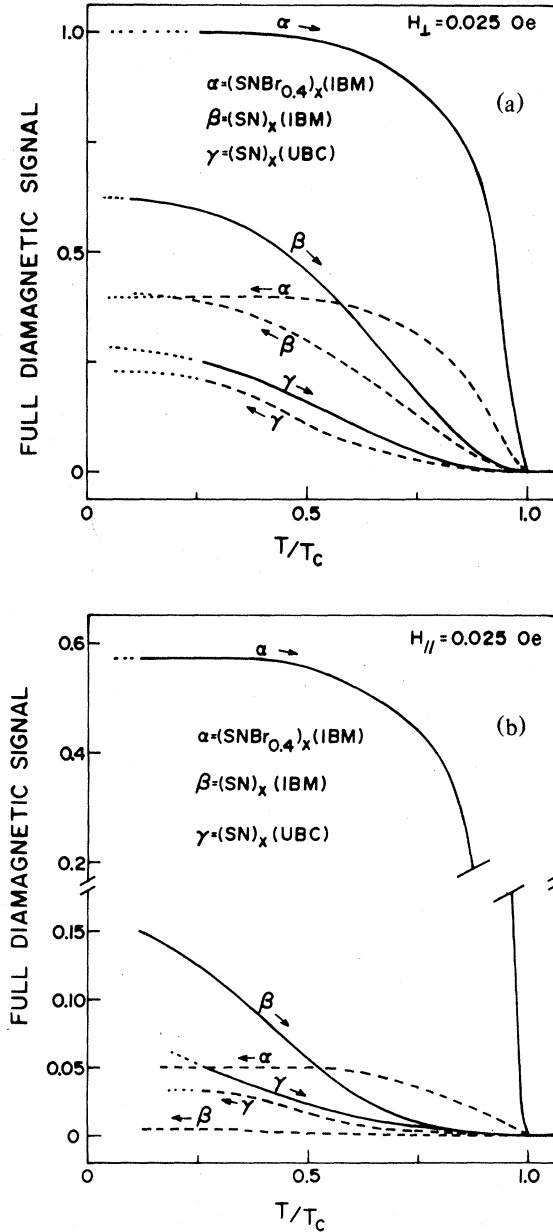 FULL DIAMAGNETIC SIGNAL
1.0
0.5
0
α
H⊥=0.025 Oe
(a)
α=(SNBr0.4)x(IBM)
β=(SN)x(IBM)
γ=(SN)x(UBC)
β
α
β
γ
γ
0
0.5
1.0
T/Tc
FULL DIAMAGNETIC SIGNAL
0.6
0.4
0.2
0.15
0.10
0.05
0
α
H//=0.025 Oe
(b)
α=(SNBr0.4)x(IBM)
β=(SN)x(IBM)
γ=(SN)x(UBC)
β
α
γ
γ
β
0
0.5
1.0
T/Tc